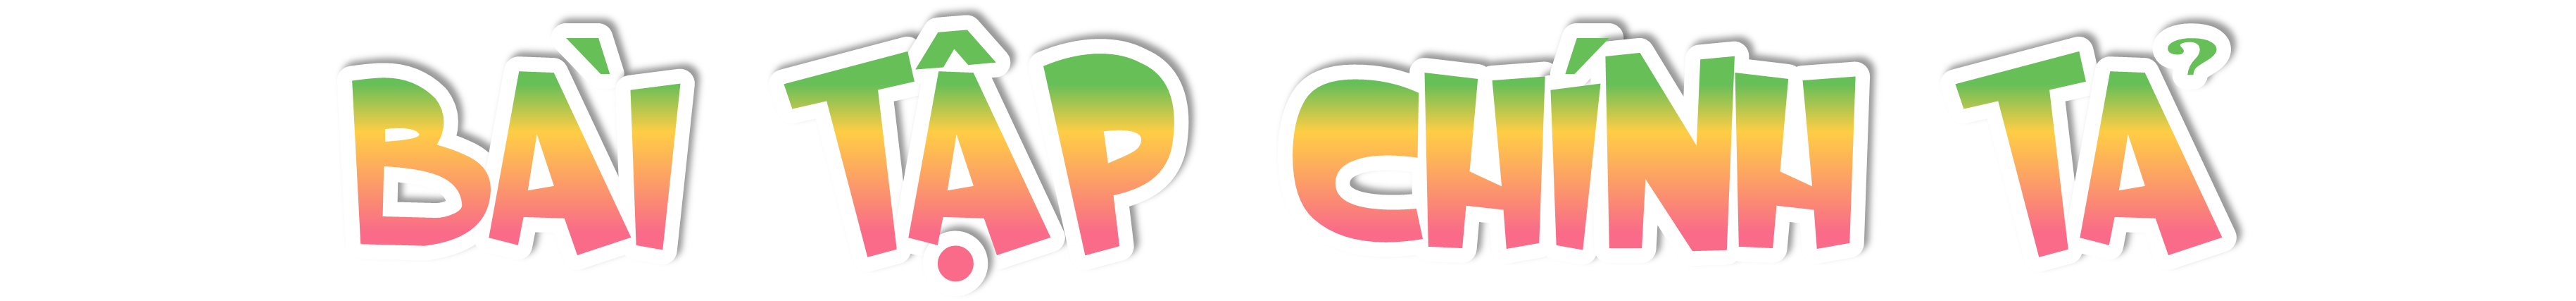 BÀI TẬP CHÍNH TẢ